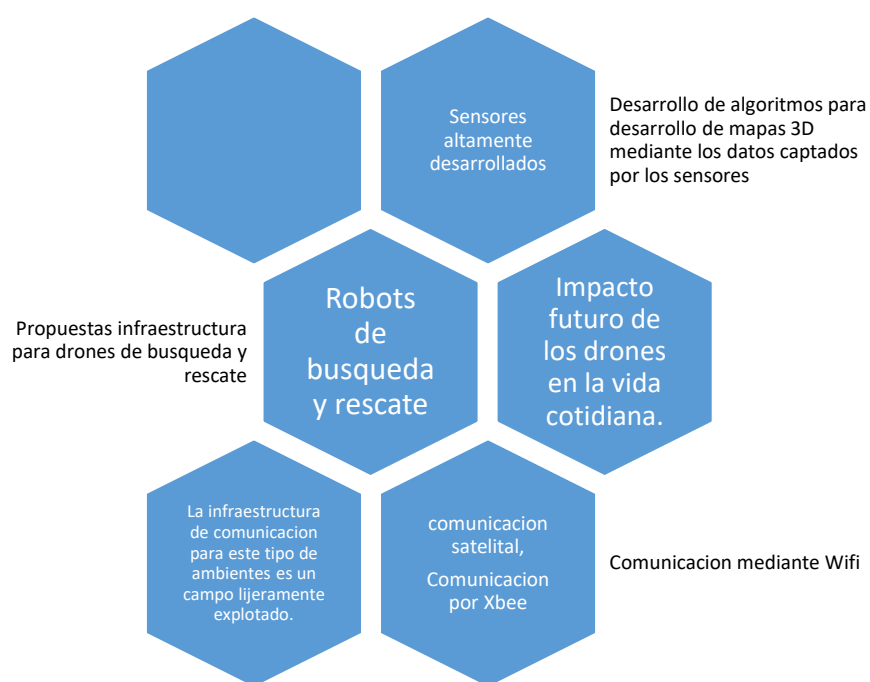 Sensores
altamente
desarrollados
Desarrollo de algoritmos para
desarrollo de mapas 3D
mediante los datos captados
por los sensores
Propuestas infraestructura
para drones de busqueda y
rescate
Robots
de
busqueda
y rescate
Impacto
futuro de
los drones
en la vida
cotidiana.
La infraestructura
de comunicacion
para este tipo de
ambientes es un
campo lijeramente
explotado.
comunicacion
satelital,
Comunicacion
por Xbee
Comunicacion mediante Wifi